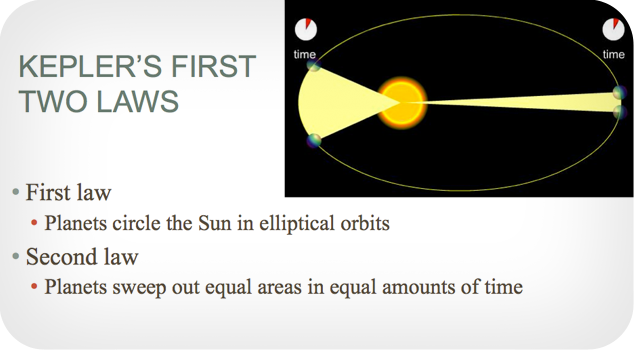 time
time
KEPLER’S FIRST
TWO LAWS
First law
Planets circle the Sun in elliptical orbits
Second law
Planets sweep out equal areas in equal amounts of time